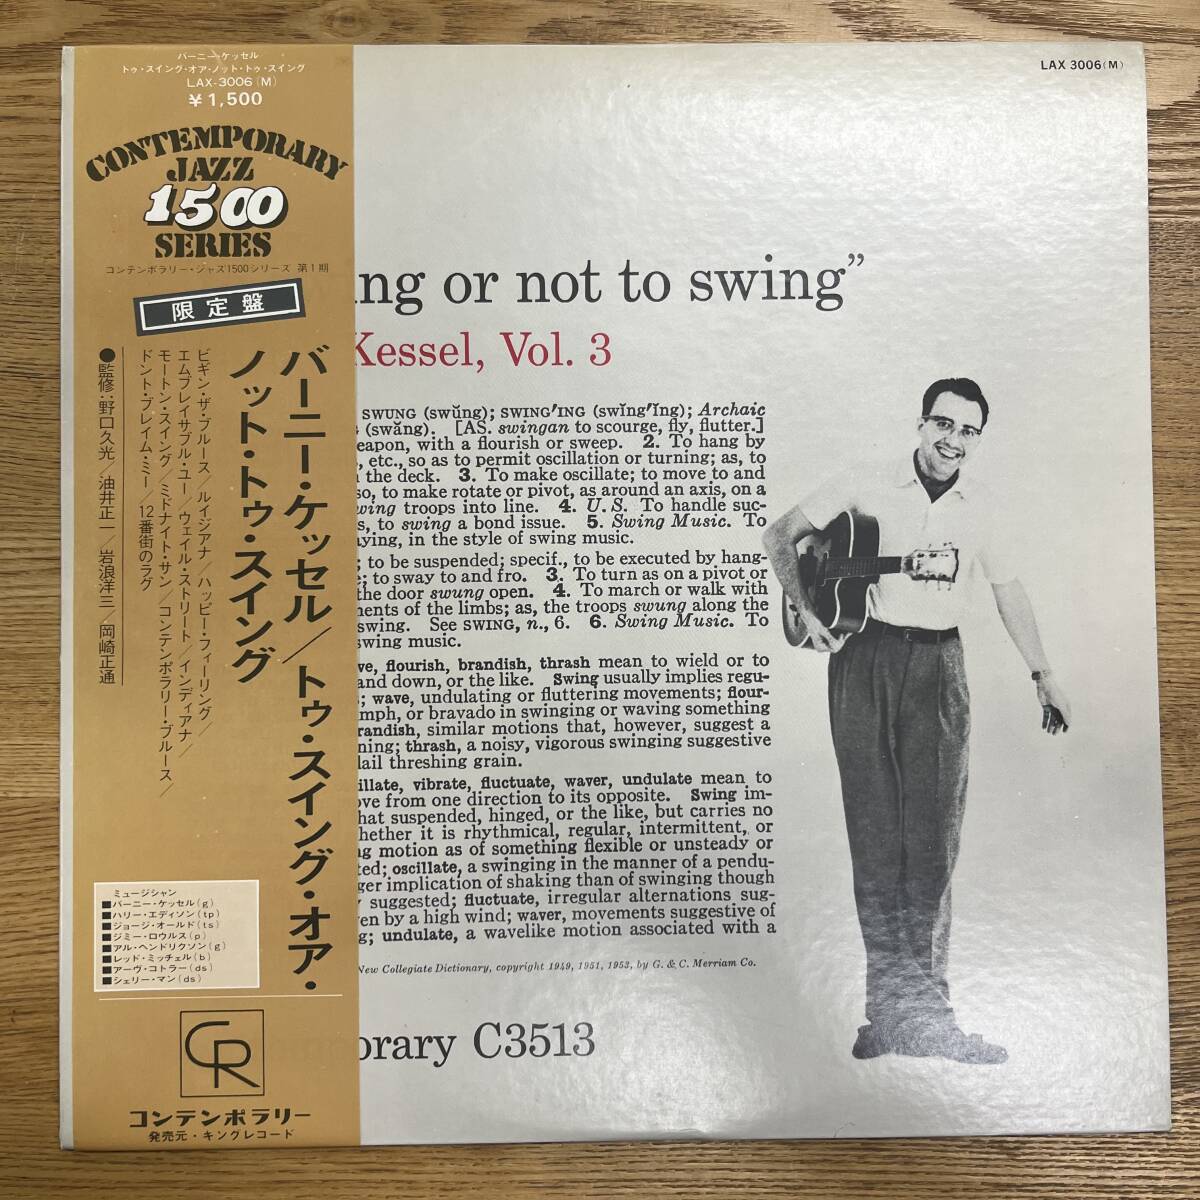 バーニー・ケッセル
トゥ・スイング・オア・ノット・トゥ・スイング
LAX-3006(M)
¥1,500
CONTEMPORARY
JAZZ
1500
SERIES
コンテンポラリー・ジャズ1500シリーズ 第1期
限定盤
バーニー・ケッセル/トゥ・スイング・オア・
ノット・トゥ・スイング
ビギン・ザ・ブルース/ルイジアナ/ハッピー・フィーリング/
エムブレイサブル・ユー/ウェイル・ストリート/インディアナ/
モートン・スイング/ミドナイト・サン/コンテンポラリー・ブルース/
ドント・ブレイム・ミー/12番街のラグ
●監修:野口久光/油井正一/岩浪洋三/岡崎正通
ミュージシャン
■バーニー・ケッセル(g)
■ハリー・エディソン(tp)
■ジョージ・オールド(ts)
■ジミー・ロウルス(p)
■アル・ヘンドリクソン(g)
■レッド・ミッチェル(b)
■アーヴ・コトラー(ds)
■シェリー・マン(ds)
CR
コンテンポラリー
発売元・キングレコード
LAX 3006(M)
ing or not to swing”
Kessel, Vol. 3
SWUNG (swŭng); SWING′ING (swĭng′ĭng); Archaic
(swăng). [AS. swingan to scourge, fly, flutter.]
eapon, with a flourish or sweep. 2. To hang by
, etc., so as to permit oscillation or turning; as, to
the deck. 3. To make oscillate; to move to and
so, to make rotate or pivot, as around an axis, on a
wing troops into line. 4. U. S. To handle suc-
s, to swing a bond issue. 5. Swing Music. To
aying, in the style of swing music.
; to be suspended; specif., to be executed by hang-
e; to sway to and fro. 3. To turn as on a pivot or
the door swung open. 4. To march or walk with
ments of the limbs; as, the troops swung along the
swing. See SWING, n., 6. 6. Swing Music. To
swing music.
ve, flourish, brandish, thrash mean to wield or to
and down, or the like. Swing usually implies regu-
; wave, undulating or fluttering movements; flour-
mph, or bravado in swinging or waving something
randish, similar motions that, however, suggest a
ning; thrash, a noisy, vigorous swinging suggestive
lail threshing grain.
illate, vibrate, fluctuate, waver, undulate mean to
ove from one direction to its opposite. Swing im-
hat suspended, hinged, or the like, but carries no
hether it is rhythmical, regular, intermittent, or
ng motion as of something flexible or unsteady or
ted; oscillate, a swinging in the manner of a pendu-
ger implication of shaking than of swinging though
y suggested; fluctuate, irregular alternations sug-
ven by a high wind; waver, movements suggestive of
g; undulate, a wavelike motion associated with a
New Collegiate Dictionary, copyright 1949, 1951, 1953, by G. & C. Merriam Co.
orary C3513